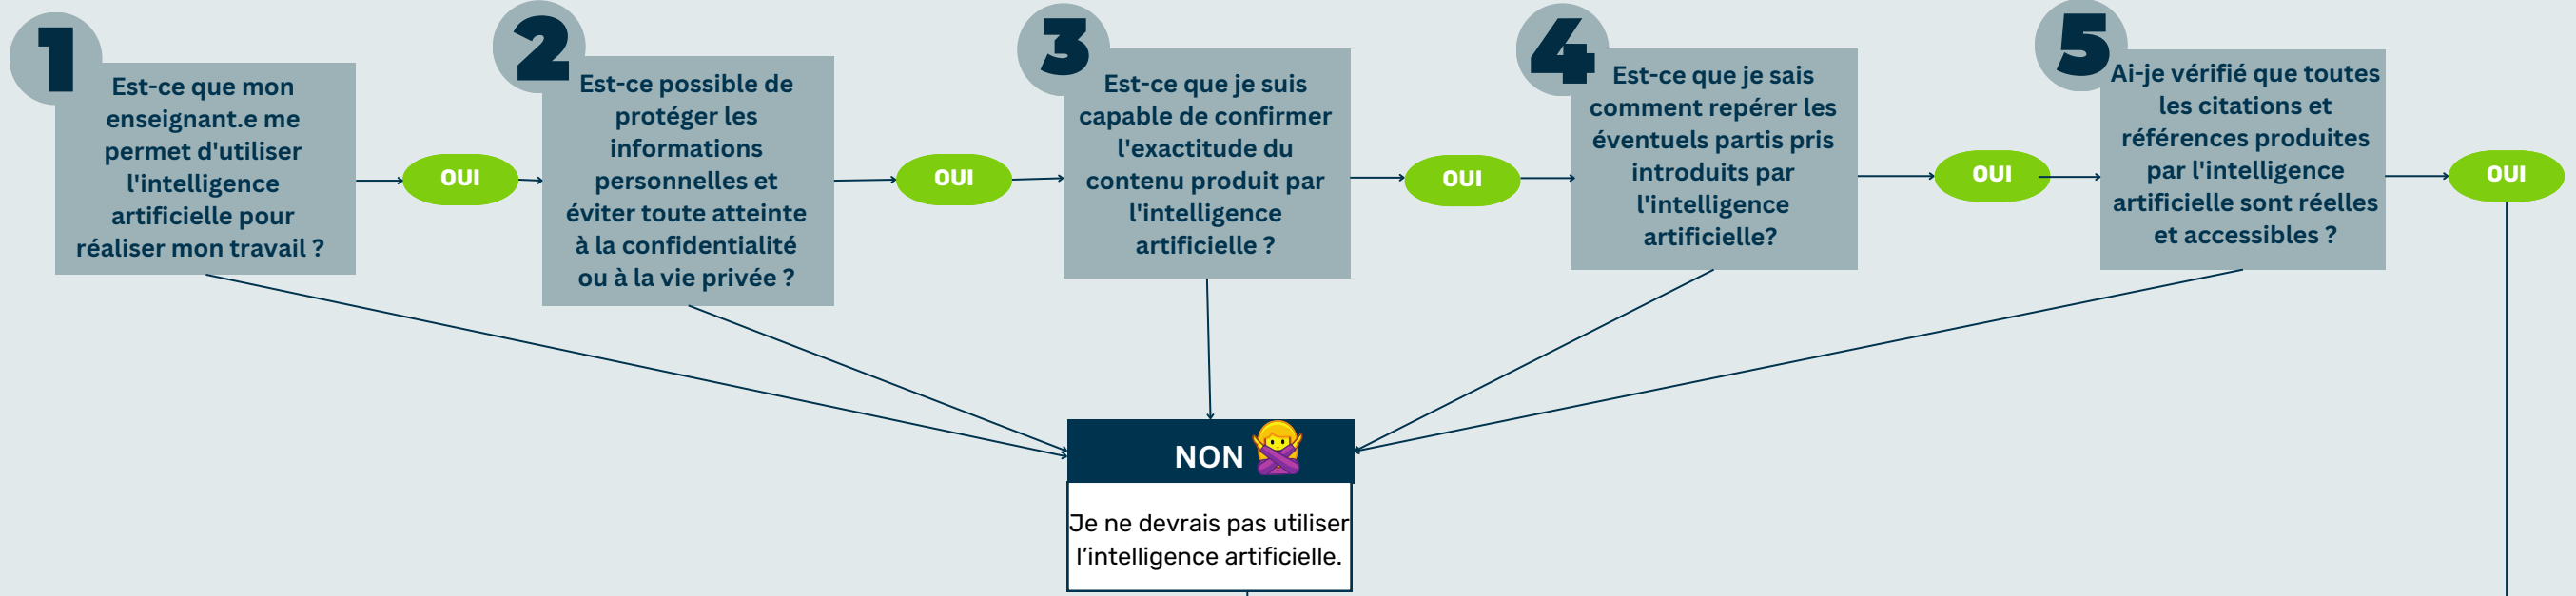 1
Est-ce que mon
enseignant.e me
permet d'utiliser
l'intelligence
artificielle pour
réaliser mon travail ?
OUI
2
Est-ce possible de
protéger les
informations
personnelles et
éviter toute atteinte
à la confidentialité
ou à la vie privée ?
OUI
3
Est-ce que je suis
capable de confirmer
l'exactitude du
contenu produit par
l'intelligence
artificielle ?
OUI
4
Est-ce que je sais
comment repérer les
éventuels partis pris
introduits par
l'intelligence
artificielle?
OUI
5
Ai-je vérifié que toutes
les citations et
références produites
par l'intelligence
artificielle sont réelles
et accessibles ?
OUI
NON
Je ne devrais pas utiliser
l’intelligence artificielle.